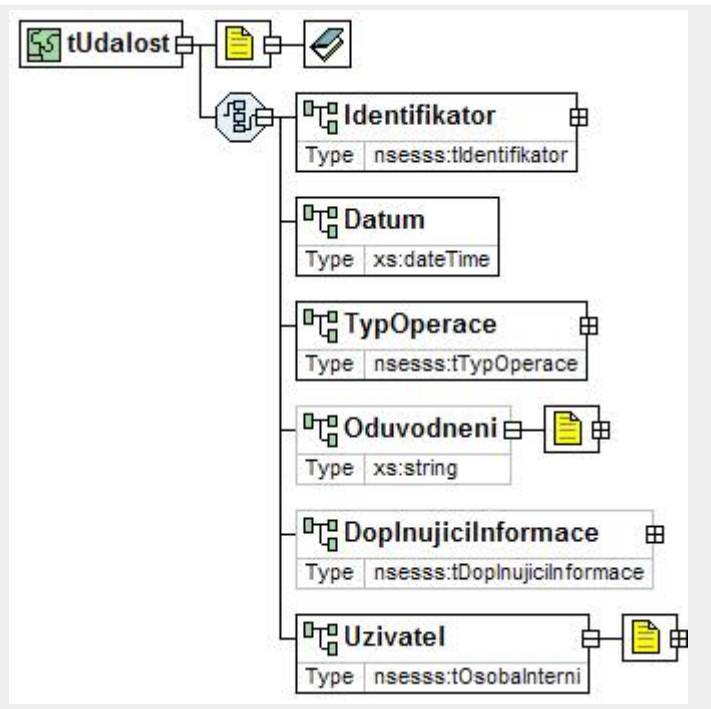 tUdalost
Identifikator
Type nsesss:tIdentifikator
Datum
Type xs:dateTime
TypOperace
Type nsesss:tTypOperace
Oduvodneni
Type xs:string
DoplnujiciInformace
Type nsesss:tDoplnujiciInformace
Uzivatel
Type nsesss:tOsobaInterni